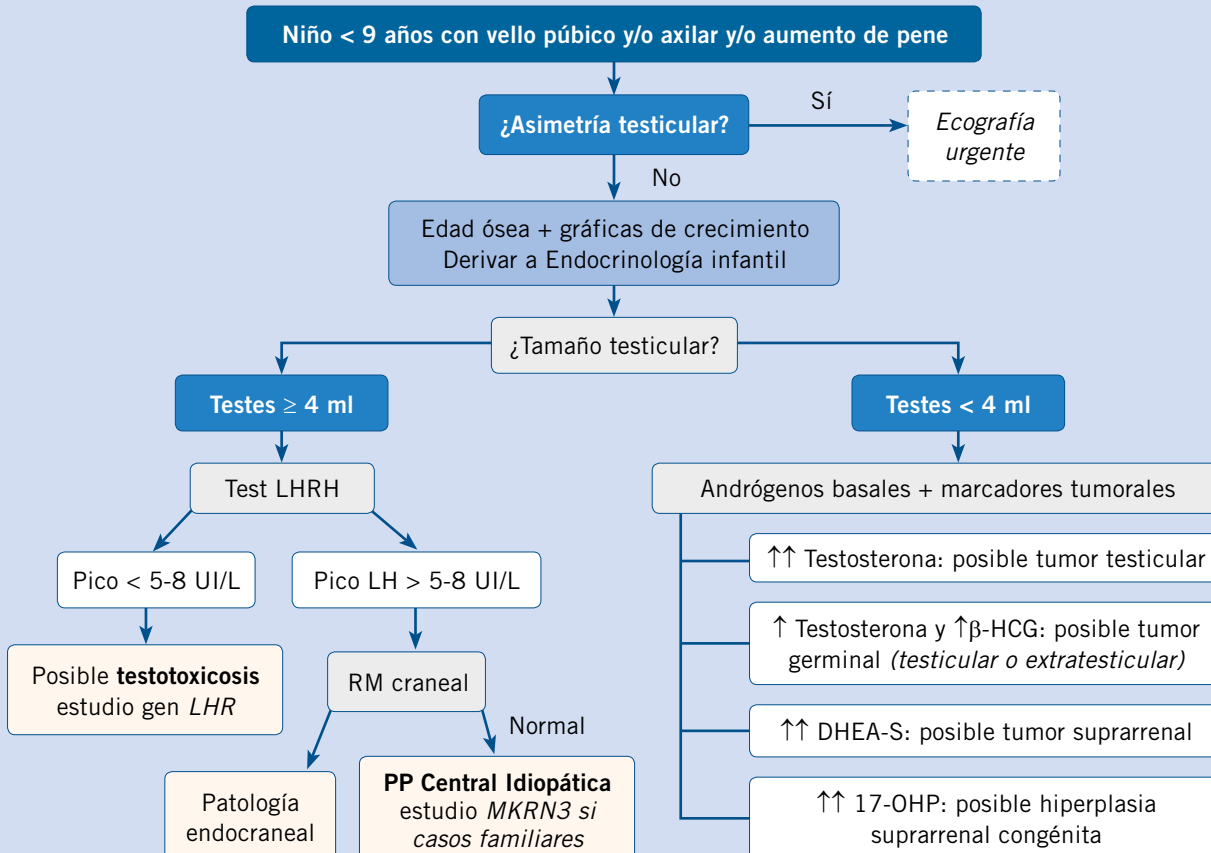 Niño < 9 años con vello púbico y/o axilar y/o aumento de pene
¿Asimetría testicular?
Sí
Ecografía
urgente
No
Edad ósea + gráficas de crecimiento
Derivar a Endocrinología infantil
¿Tamaño testicular?
Testes ≥ 4 ml
Testes < 4 ml
Test LHRH
Andrógenos basales + marcadores tumorales
Pico < 5-8 UI/L
Pico LH > 5-8 UI/L
Posible testotoxicosis
estudio gen LHR
RM craneal
Normal
Patología
endocraneal
PP Central Idiopática
estudio MKRN3 si
casos familiares
↑↑ Testosterona: posible tumor testicular
↑ Testosterona y ↑β-HCG: posible tumor
germinal (testicular o extratesticular)
↑↑ DHEA-S: posible tumor suprarrenal
↑↑ 17-OHP: posible hiperplasia
suprarrenal congénita